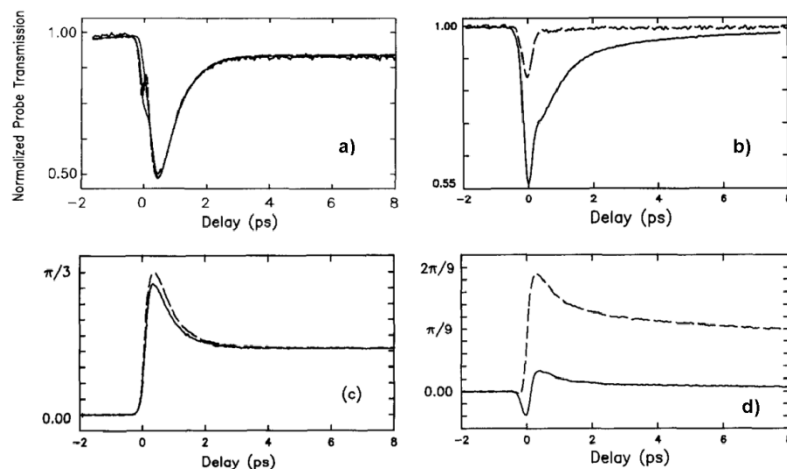 Normalized Probe Transmission
1.00
0.50
a)
-2 0 2 4 6 8
Delay (ps)
1.00
0.55
b)
-2 0 2 4 6 8
Delay (ps)
π/3
0.00
(c)
-2 0 2 4 6 8
Delay (ps)
2π/9
π/9
0.00
d)
-2 0 2 4 6 8
Delay (ps)